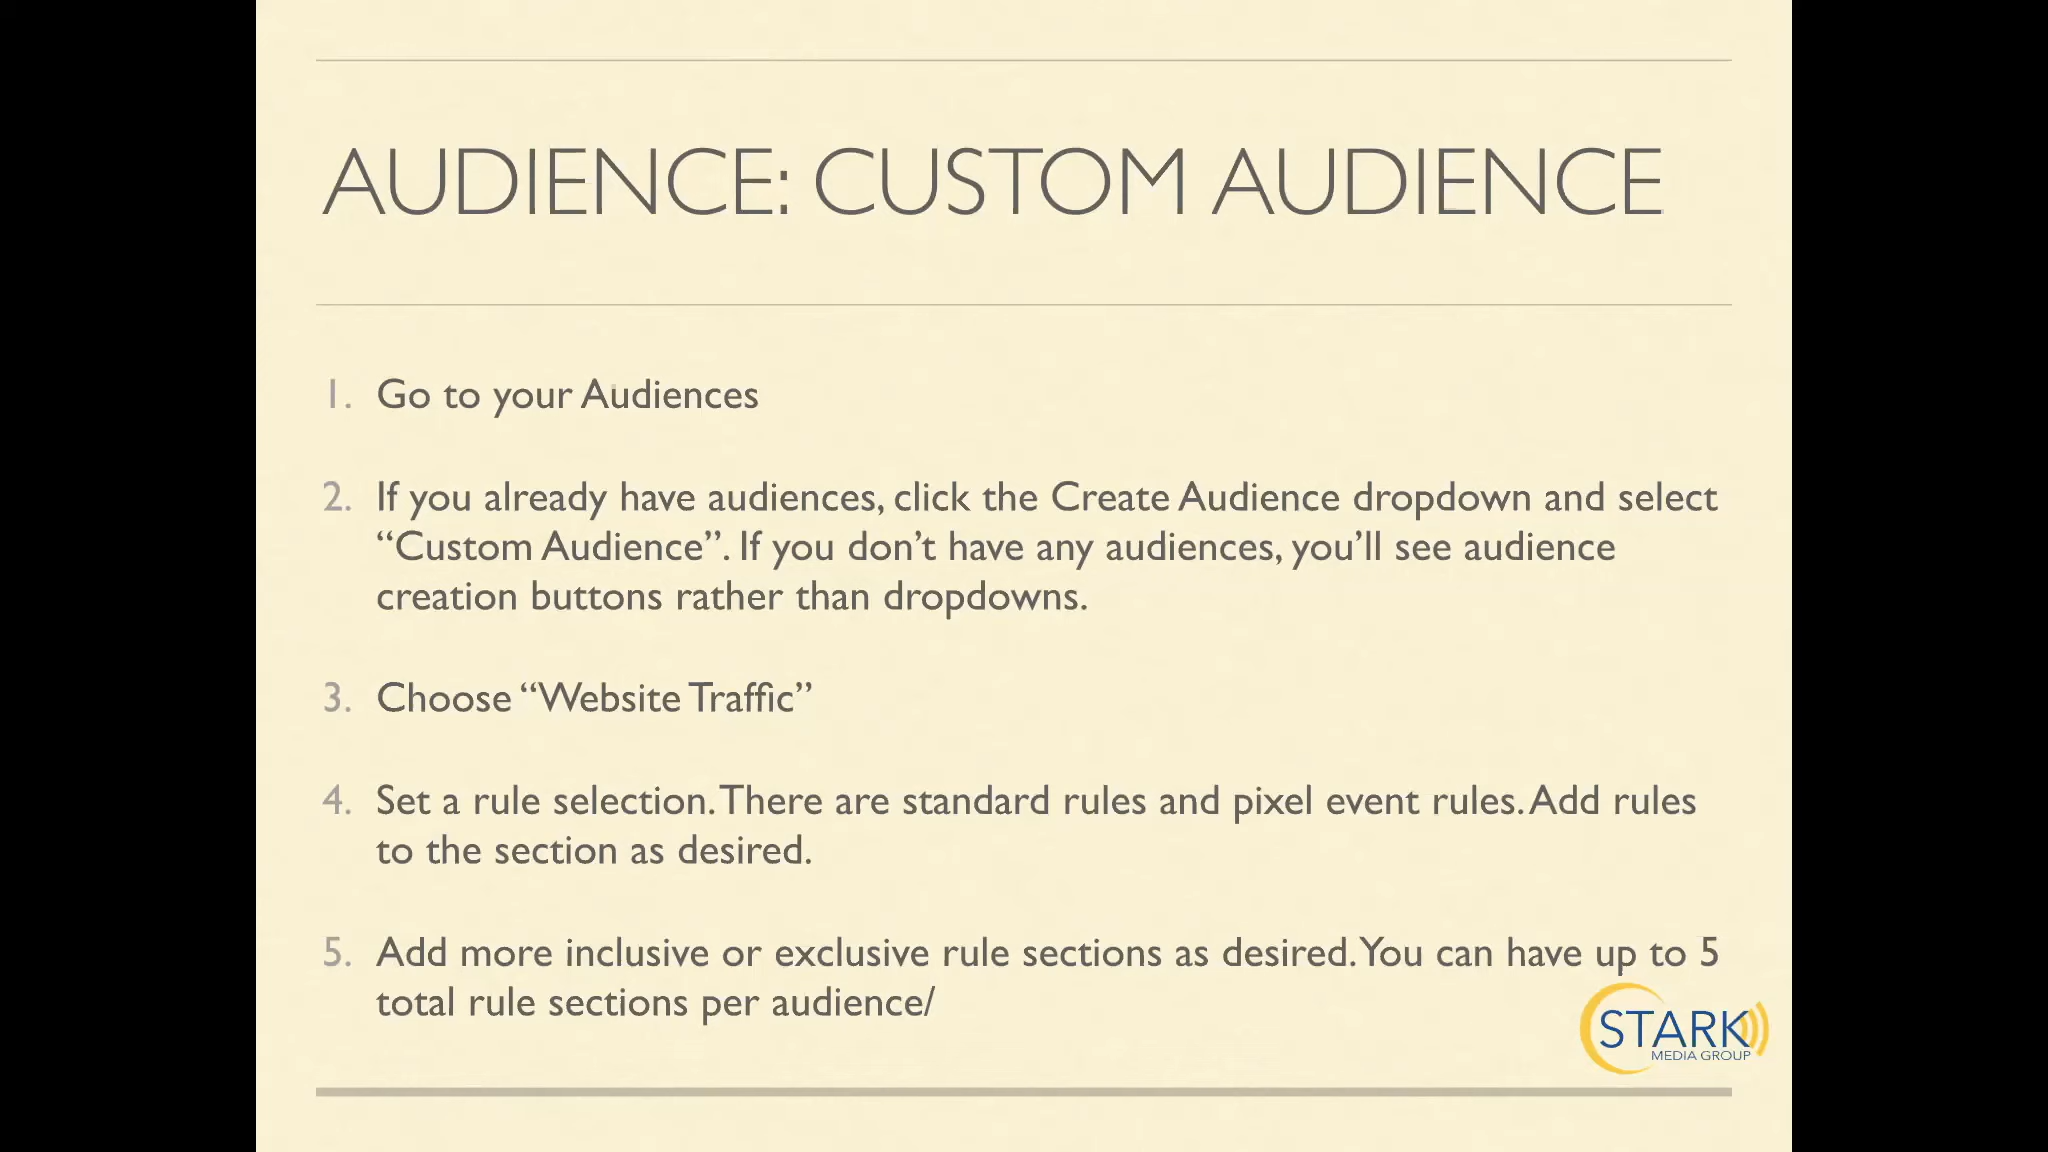 AUDIENCE: CUSTOM AUDIENCE
1. Go to your Audiences
2. If you already have audiences, click the Create Audience dropdown and select
“Custom Audience”. If you don’t have any audiences, you’ll see audience
creation buttons rather than dropdowns.
3. Choose “Website Traffic”
4. Set a rule selection. There are standard rules and pixel event rules. Add rules
to the section as desired.
5. Add more inclusive or exclusive rule sections as desired. You can have up to 5
total rule sections per audience/
STARK
MEDIA GROUP